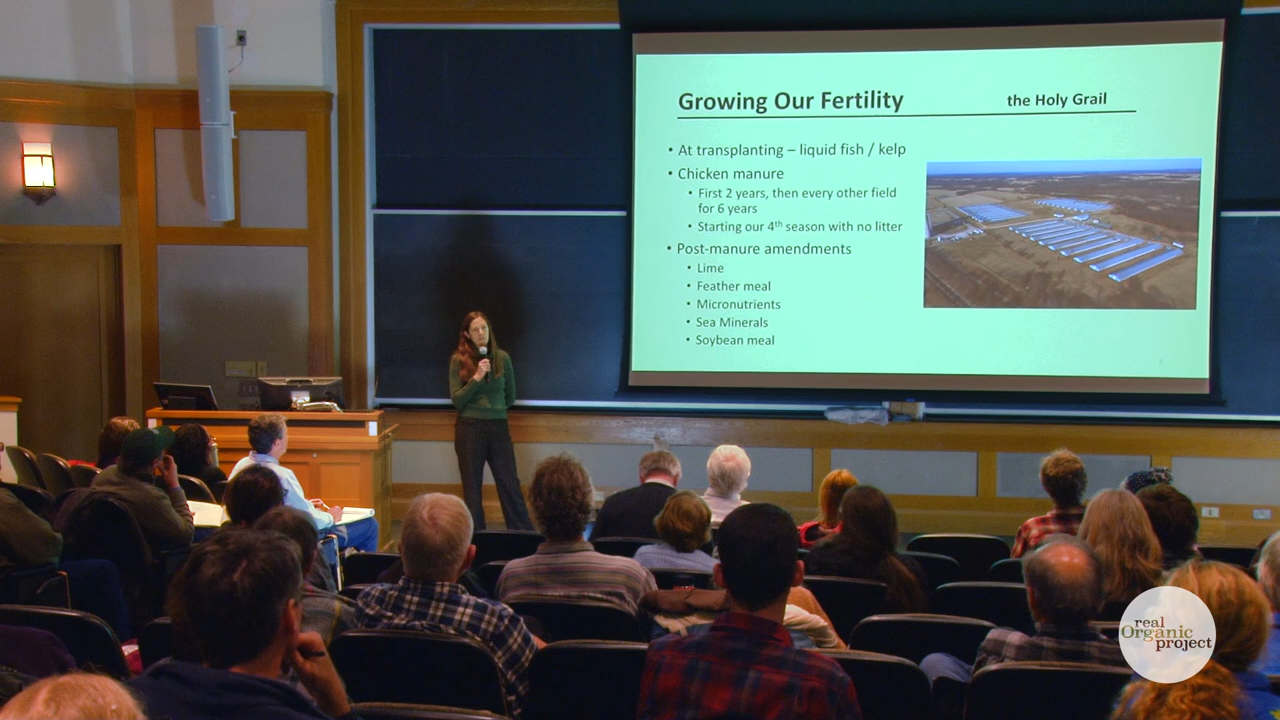 Growing Our Fertility the Holy Grail
• At transplanting – liquid fish / kelp
• Chicken manure
• First 2 years, then every other field
for 6 years
• Starting our 4th season with no litter
• Post-manure amendments
• Lime
• Feather meal
• Micronutrients
• Sea Minerals
• Soybean meal
real
Organic
project